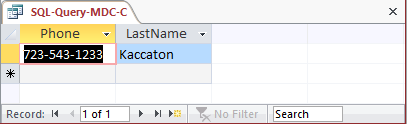 SQL-Query-MDC-C
Phone LastName
723-543-1233 Kaccaton
Record: 1 of 1 No Filter Search